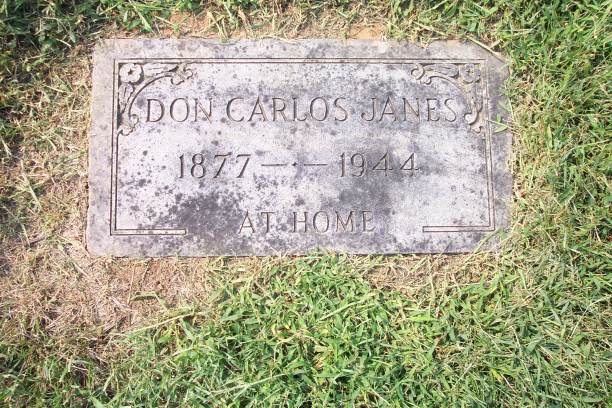 DON CARLOS JANES
1877 —·— 1944
AT HOME